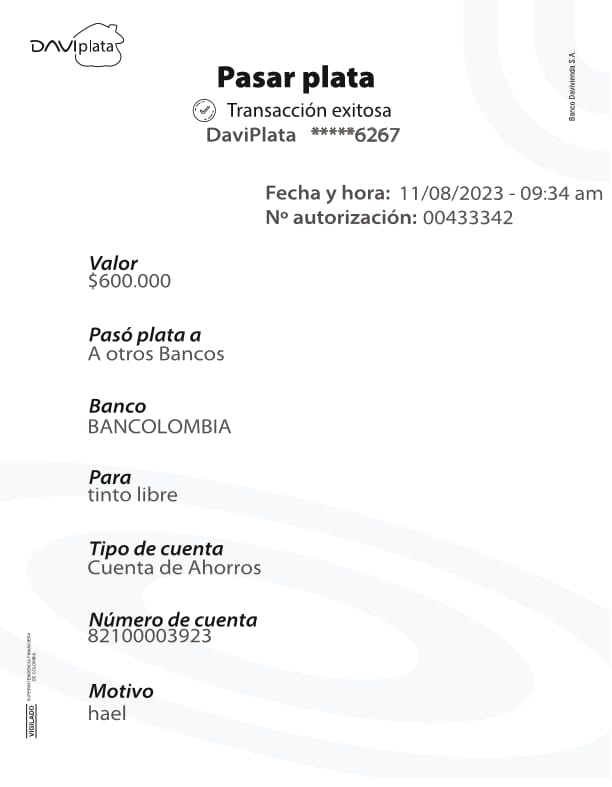 DAVIplata
Banco Davivienda S.A.
Pasar plata
Transacción exitosa
DaviPlata *****6267
Fecha y hora: 11/08/2023 - 09:34 am
Nº autorización: 00433342
Valor
$600.000
Pasó plata a
A otros Bancos
Banco
BANCOLOMBIA
Para
tinto libre
Tipo de cuenta
Cuenta de Ahorros
Número de cuenta
82100003923
Motivo
hael
VIGILADO
SUPERINTENDENCIA FINANCIERA
DE COLOMBIA